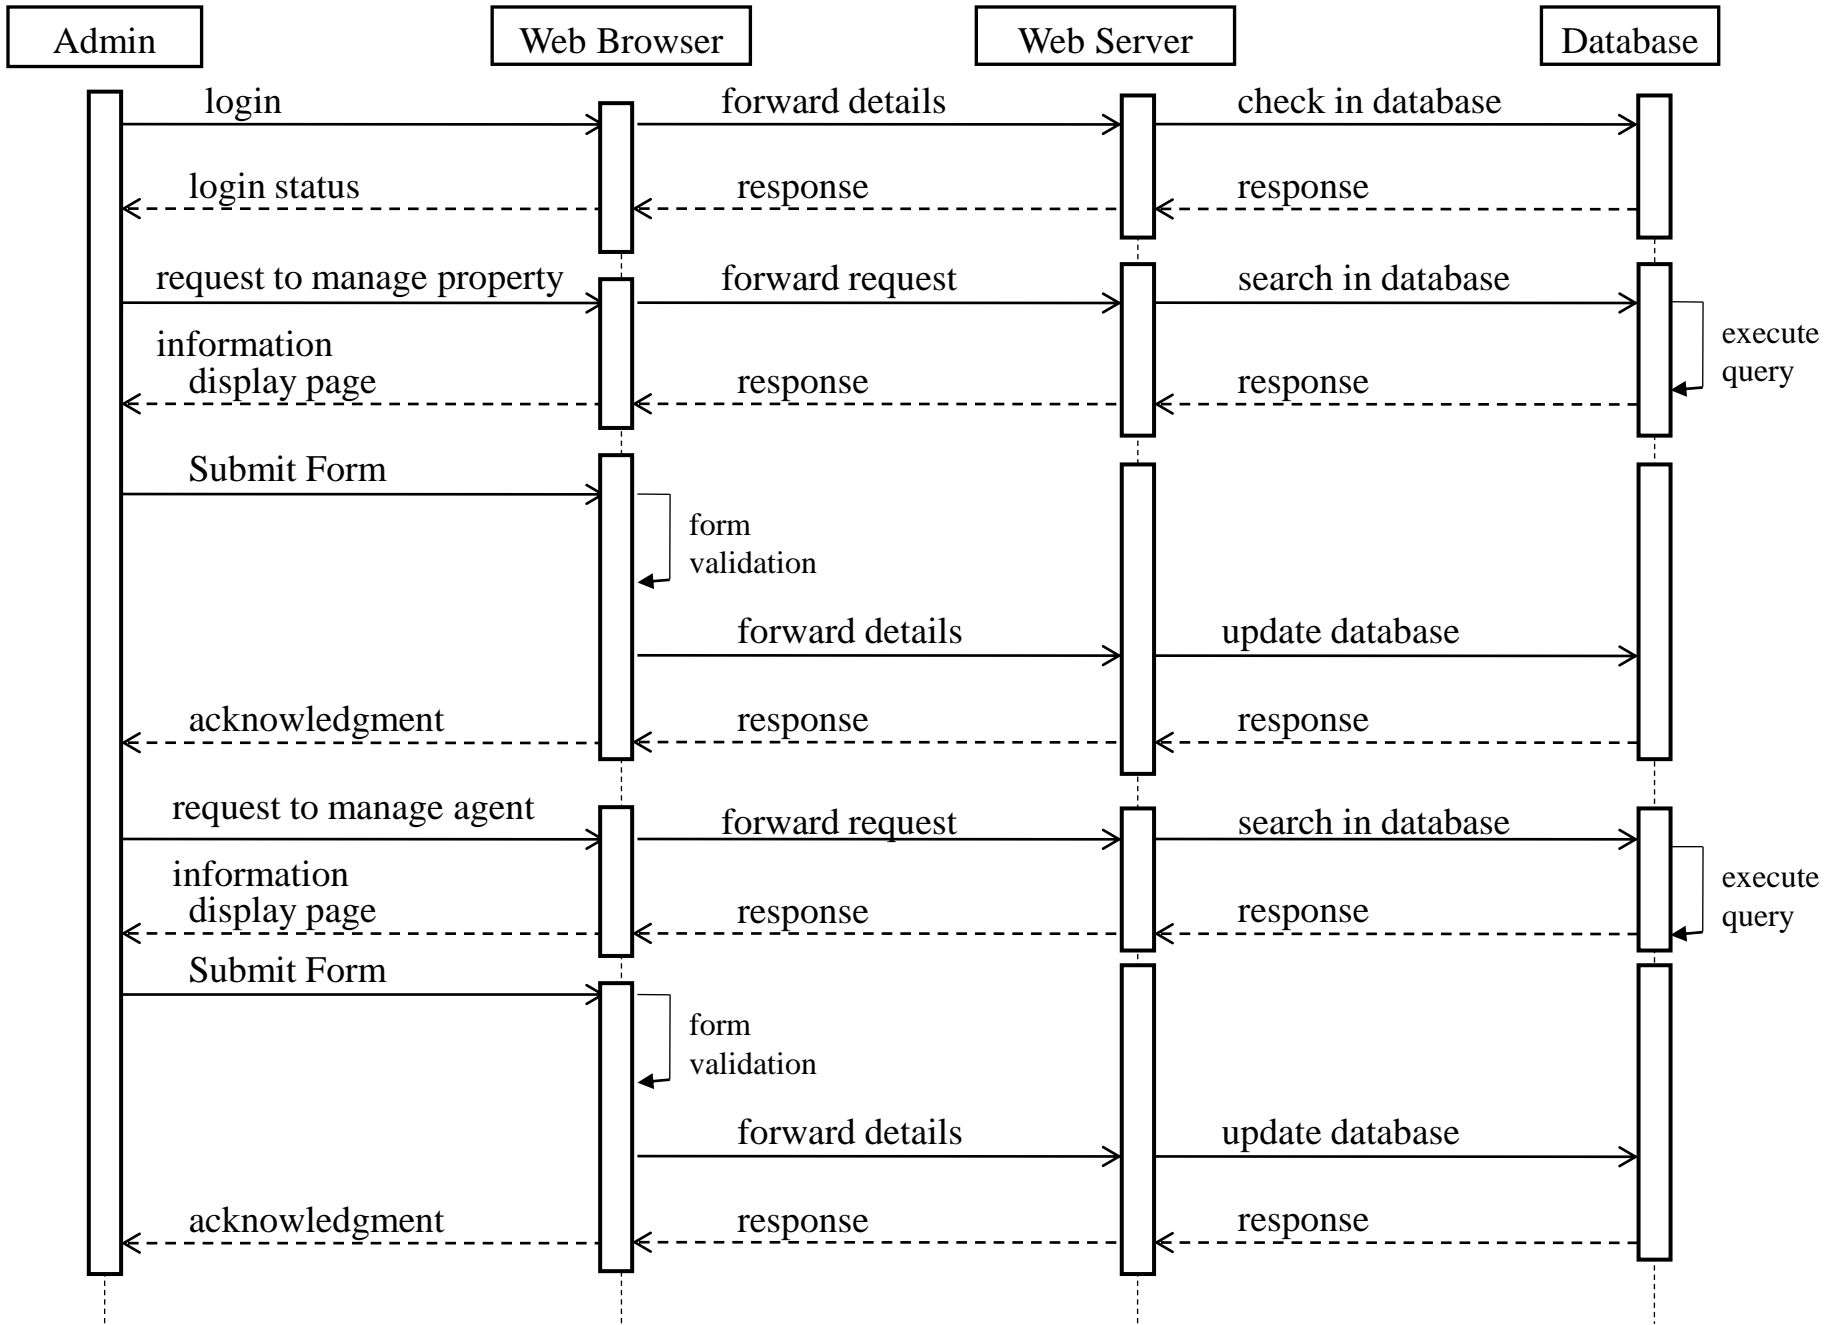 Admin
Web Browser
Web Server
Database
login
forward details
check in database
login status
response
response
request to manage property
forward request
search in database
execute
query
information
display page
response
response
Submit Form
form
validation
forward details
update database
acknowledgment
response
response
request to manage agent
forward request
search in database
execute
query
information
display page
response
response
Submit Form
form
validation
forward details
update database
acknowledgment
response
response